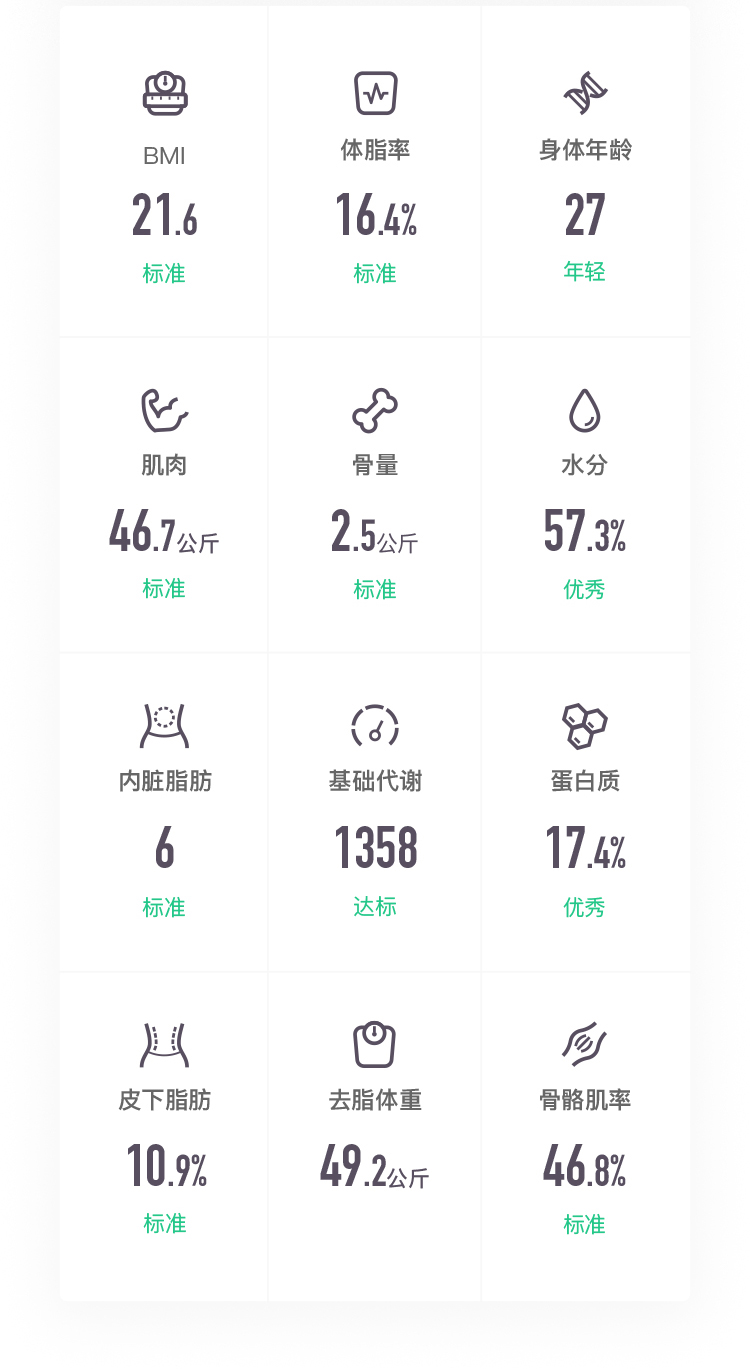 BMI
体脂率
身体年龄
21.6
16.4%
27
标准
标准
年轻
肌肉
骨量
水分
46.7公斤
2.5公斤
57.3%
标准
标准
优秀
内脏脂肪
基础代谢
蛋白质
6
1358
17.4%
标准
达标
优秀
皮下脂肪
去脂体重
骨骼肌率
10.9%
49.2公斤
46.8%
标准
标准